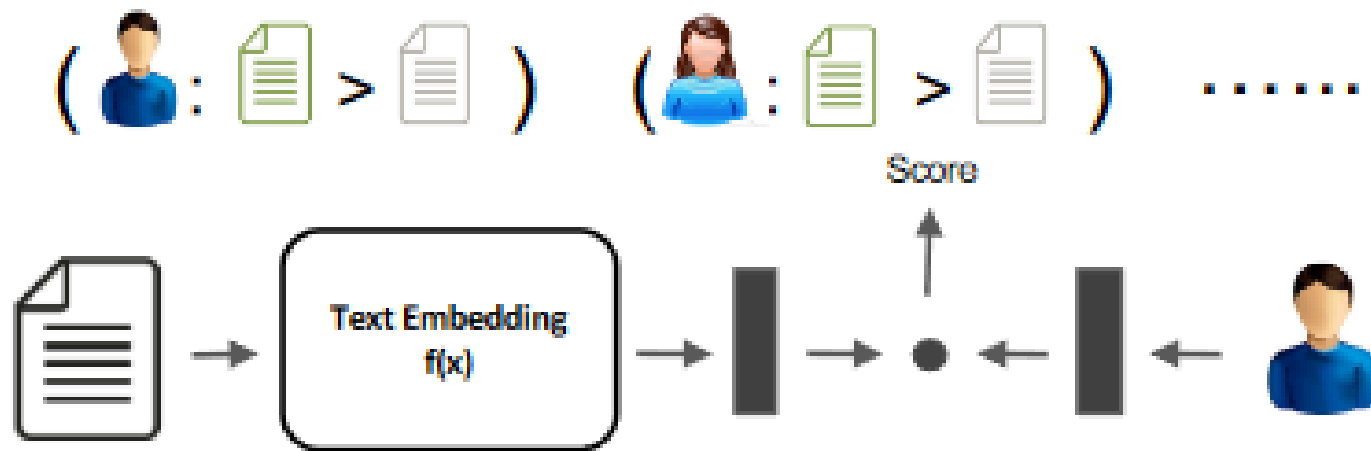 ( : > ) ( : > ) ······
Score
Text Embedding
f(x)